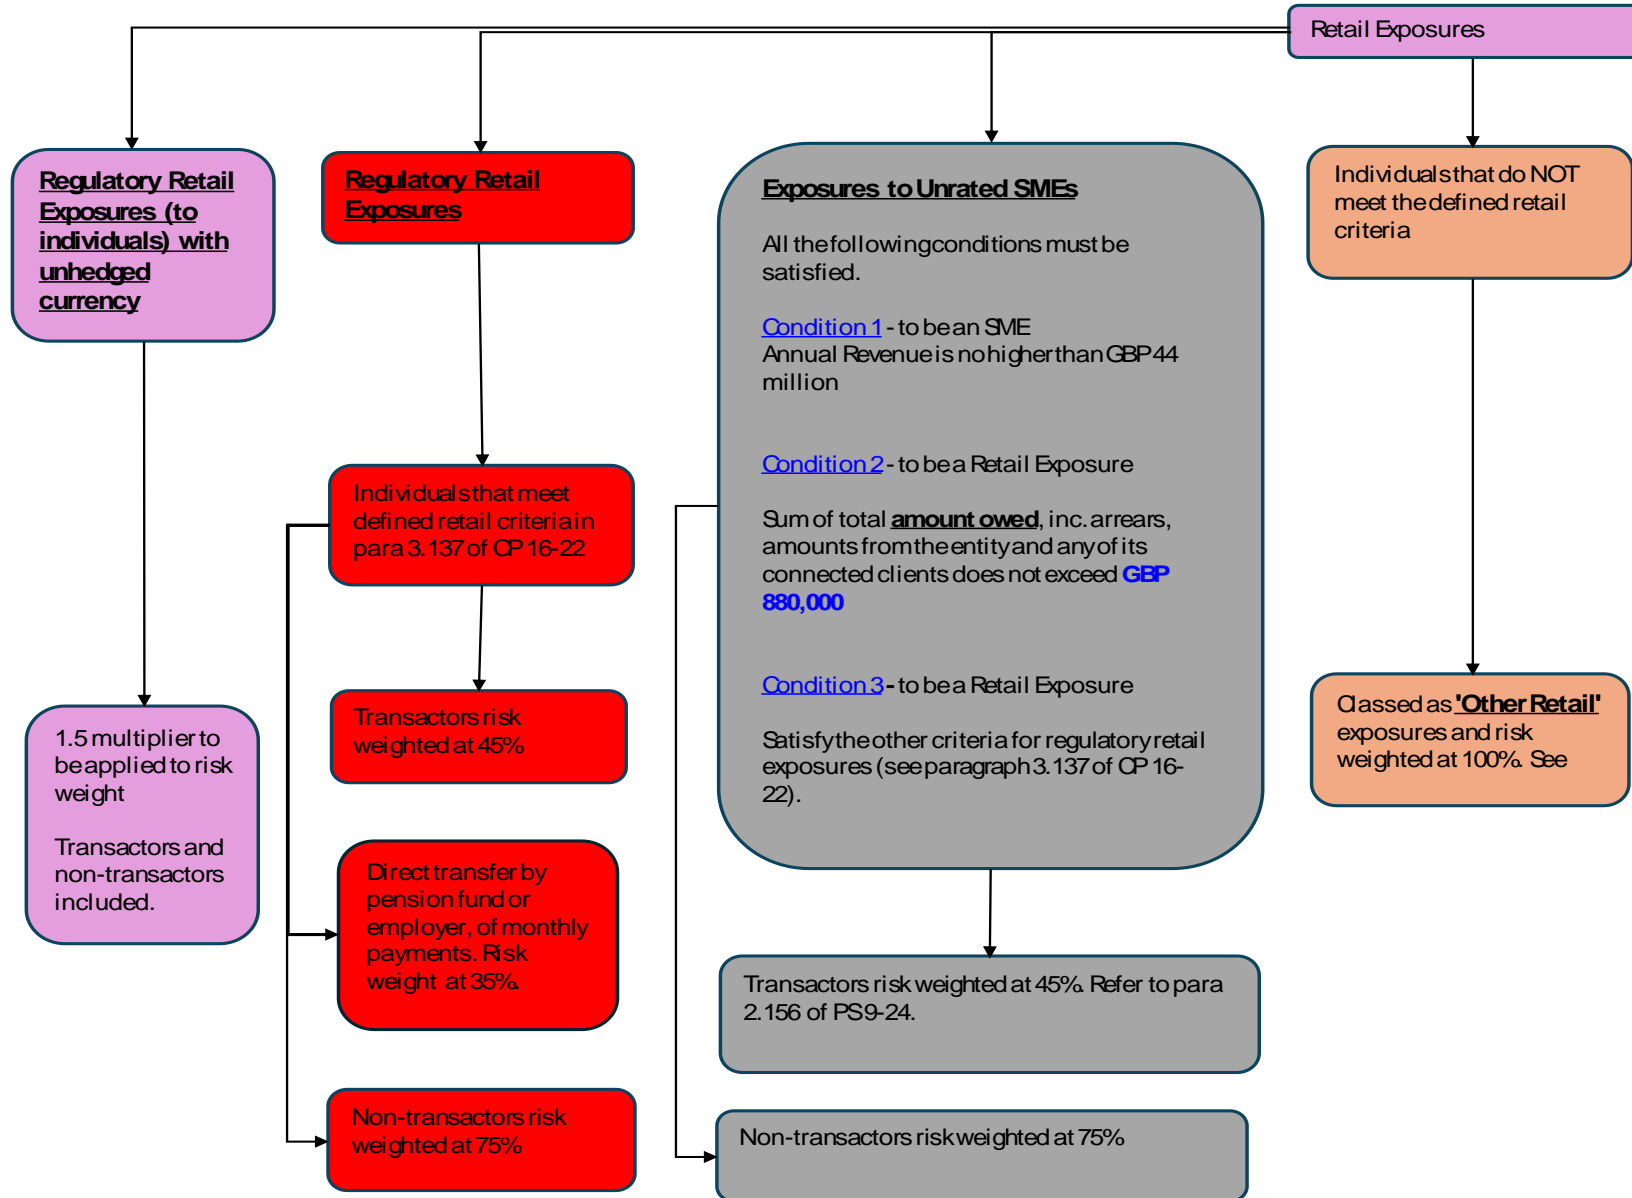 Retail Exposures
Regulatory Retail
Exposures (to
individuals) with
unhedged
currency
1.5 multiplier to
be applied to risk
weight
Transactors and
non-transactors
included.
Regulatory Retail
Exposures
Individuals that meet
defined retail criteria in
para 3.137 of CP 16-22
Transactors risk
weighted at 45%
Direct transfer by
pension fund or
employer, of monthly
payments. Risk
weight at 35%.
Non-transactors risk
weighted at 75%
Exposures to Unrated SMEs
All the following conditions must be
satisfied.
Condition 1 - to be an SME
Annual Revenue is no higher than GBP 44
million
Condition 2 - to be a Retail Exposure
Sum of total amount owed, inc. arrears,
amounts from the entity and any of its
connected clients does not exceed GBP
880,000
Condition 3 - to be a Retail Exposure
Satisfy the other criteria for regulatory retail
exposures (see paragraph 3.137 of CP 16-
22).
Transactors risk weighted at 45%. Refer to para
2.156 of PS 9-24.
Non-transactors risk weighted at 75%
Individuals that do NOT
meet the defined retail
criteria
Classed as 'Other Retail'
exposures and risk
weighted at 100%. See